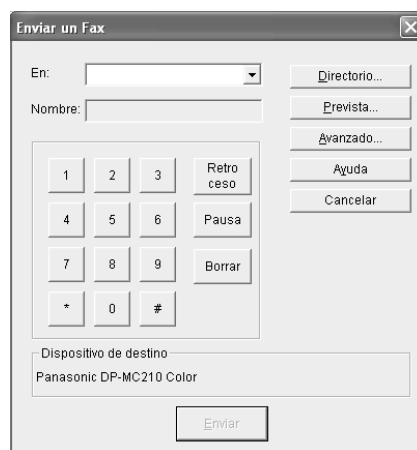 Enviar un Fax
En:
Directorio...
Nombre:
Prevista...
Avanzado...
Ayuda
Cancelar
1 2 3 Retro
ceso
4 5 6 Pausa
7 8 9 Borrar
* 0 #
Dispositivo de destino
Panasonic DP-MC210 Color
Enviar